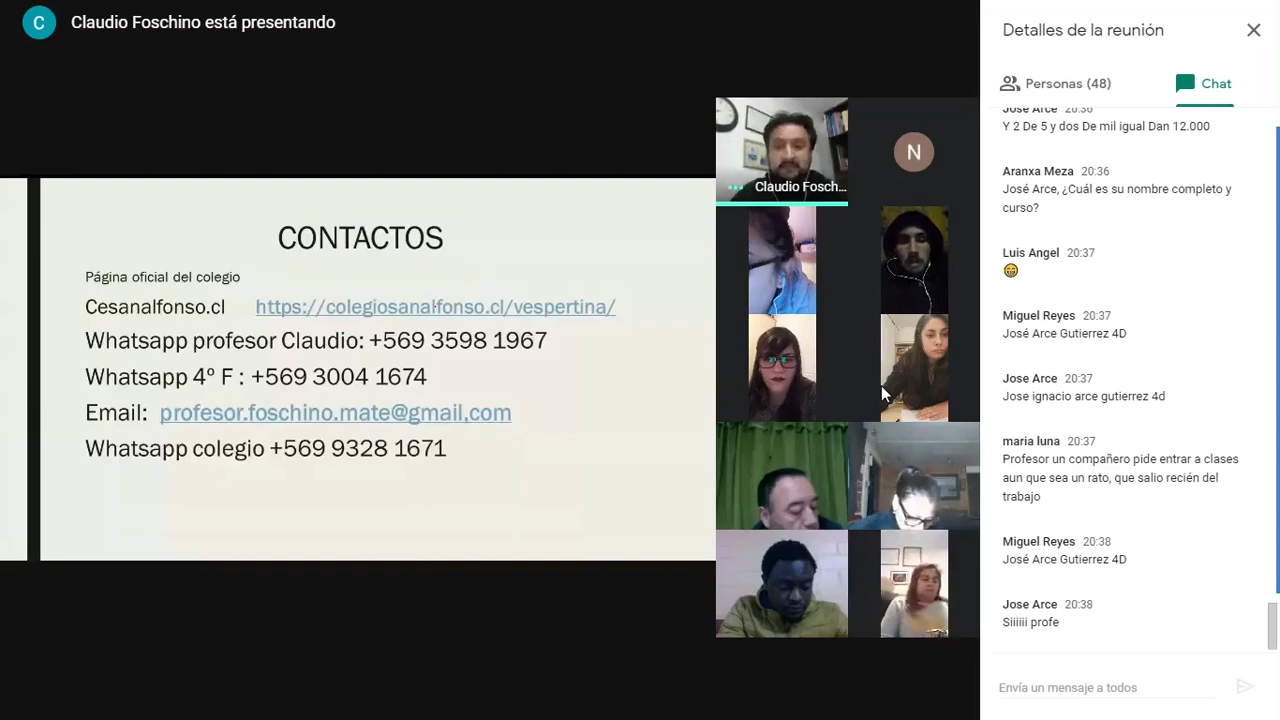 C
Claudio Foschino está presentando
CONTACTOS
Página oficial del colegio
Cesanalfonso.cl https://colegiosanalfonso.cl/vespertina/
Whatsapp profesor Claudio: +569 3598 1967
Whatsapp 4º F : +569 3004 1674
Email: profesor.foschino.mate@gmail,com
Whatsapp colegio +569 9328 1671
Claudio Fosch...
N
Detalles de la reunión
Personas (48)
Chat
Jose Arce 20:36
Y 2 De 5 y dos De mil igual Dan 12.000
Aranxa Meza 20:36
José Arce, ¿Cuál es su nombre completo y
curso?
Luis Angel 20:37
😁
Miguel Reyes 20:37
José Arce Gutierrez 4D
Jose Arce 20:37
Jose ignacio arce gutierrez 4d
maria luna 20:37
Profesor un compañero pide entrar a clases
aun que sea un rato, que salio recién del
trabajo
Miguel Reyes 20:38
José Arce Gutierrez 4D
Jose Arce 20:38
Siiiiii profe
Envía un mensaje a todos